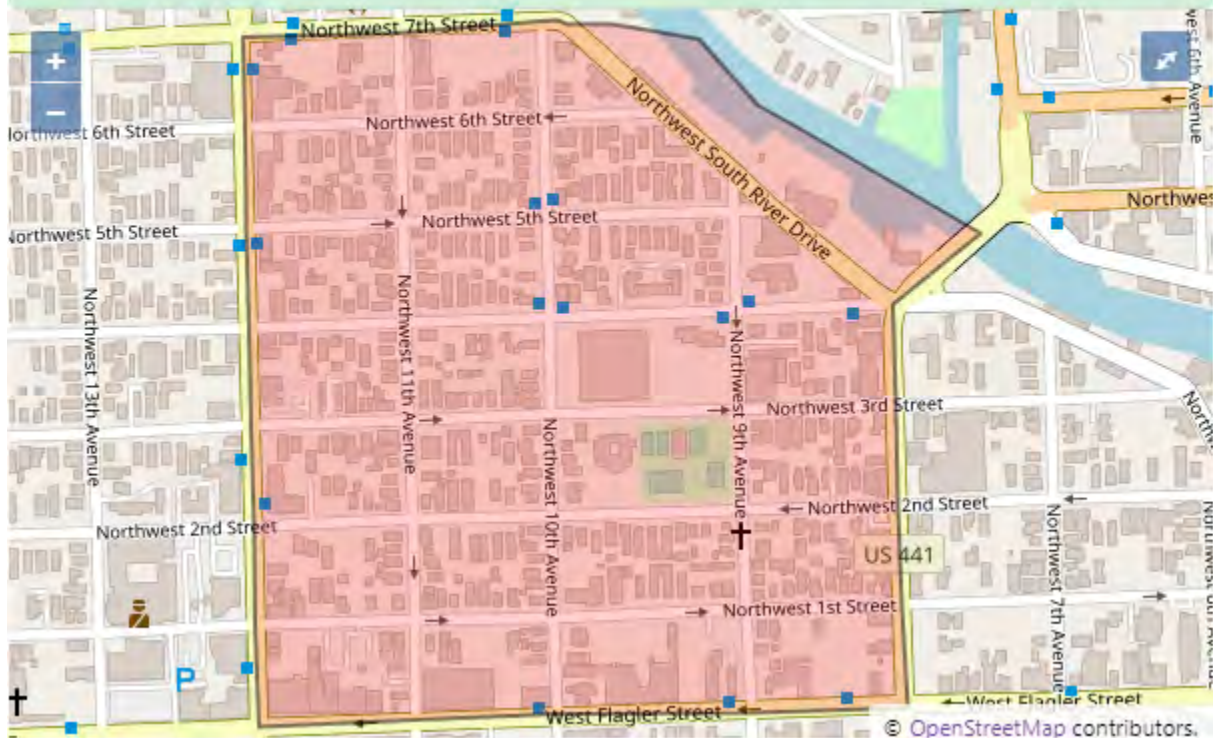 Northwest 7th Street
+
−
Northwest 6th Street
Northwest 6th Street
west 6th Avenue
Northwest South River Drive
Northwes
Northwest 5th Street
Northwest 5th Street
Northwest 13th Avenue
Northwest 11th Avenue
Northwest 9th Avenue
Northwest 3rd Street
Northwest 10th Avenue
Northwest 2nd Street
Northwest 2nd Street
Northwest 7th Avenue
US 441
Northwest 1st Street
P
West Flagler Street
West Flagler Street
© OpenStreetMap contributors.